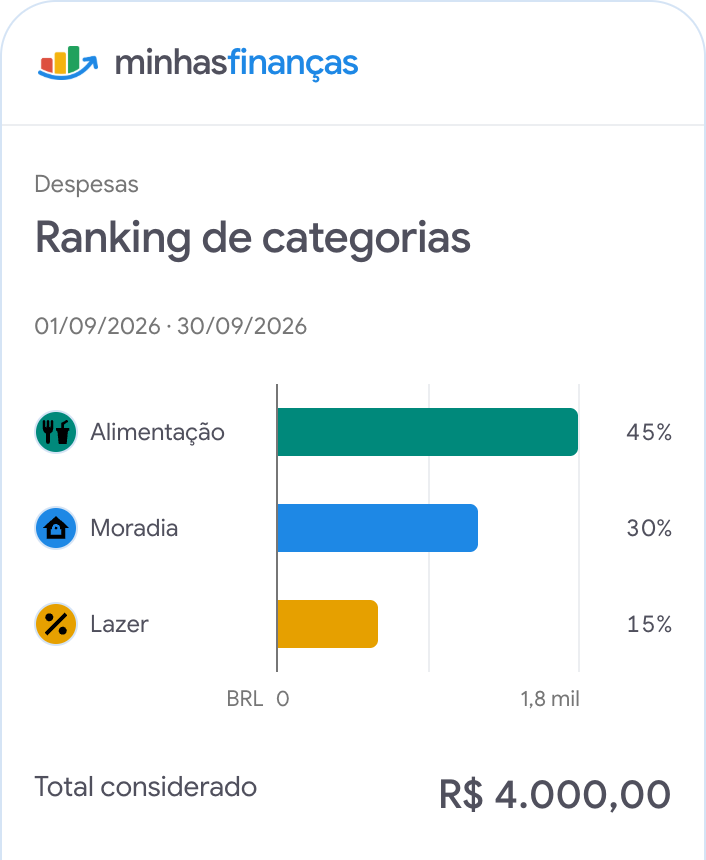 minhasfinanças
Despesas
Ranking de categorias
01/09/2026 · 30/09/2026
Alimentação 45%
Moradia 30%
Lazer 15%
BRL 0 1,8 mil
Total considerado R$ 4.000,00